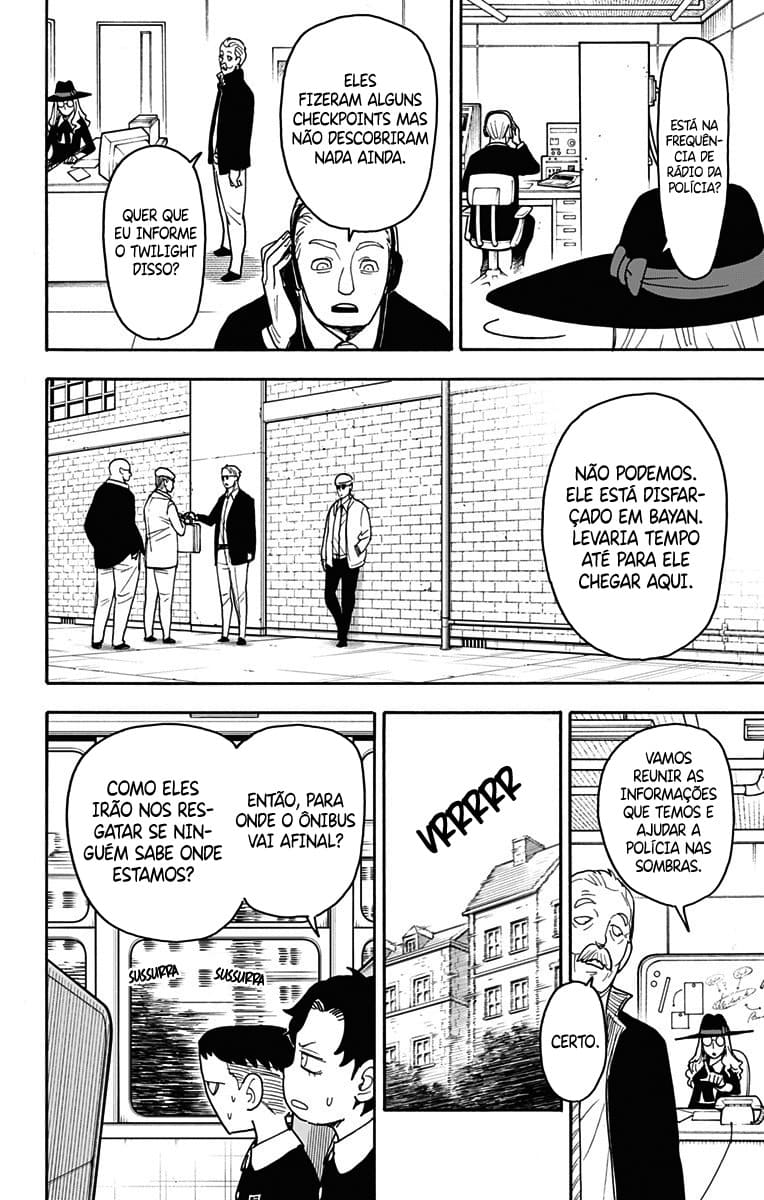 ESTÁ NA
FREQUÊN-
CIA DE
RÁDIO DA
POLÍCIA?
ELES
FIZERAM ALGUNS
CHECKPOINTS MAS
NÃO DESCOBRIRAM
NADA AINDA.
QUER QUE
EU INFORME
O TWILIGHT
DISSO?
NÃO PODEMOS.
ELE ESTÁ DISFAR-
ÇADO EM BAYAN.
LEVARIA TEMPO
ATÉ PARA ELE
CHEGAR AQUI.
VAMOS
REUNIR AS
INFORMAÇÕES
QUE TEMOS E
AJUDAR A
POLÍCIA NAS
SOMBRAS.
CERTO.
VRRRRR
ENTÃO, PARA
ONDE O ÔNIBUS
VAI AFINAL?
COMO ELES
IRÃO NOS RES-
GATAR SE NIN-
GUÉM SABE ONDE
ESTAMOS?
SUSSURRA
SUSSURRA